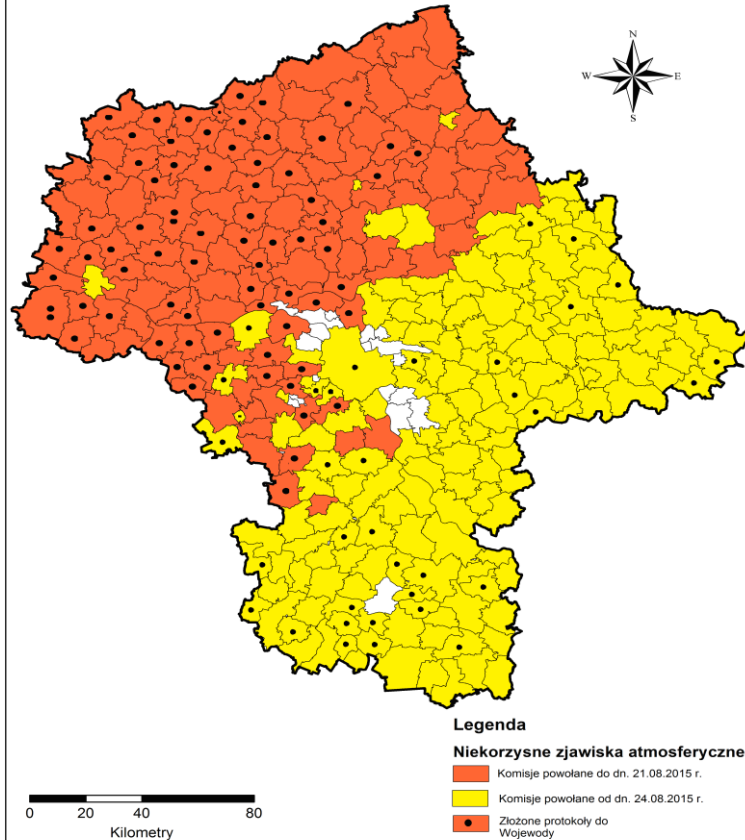 N
W E
S
Legenda
Niekorzysne zjawiska atmosferyczne
Komisje powołane do dn. 21.08.2015 r.
Komisje powołane od dn. 24.08.2015 r.
Złożone protokoły do
Wojewody
0 20 40 80
Kilometry